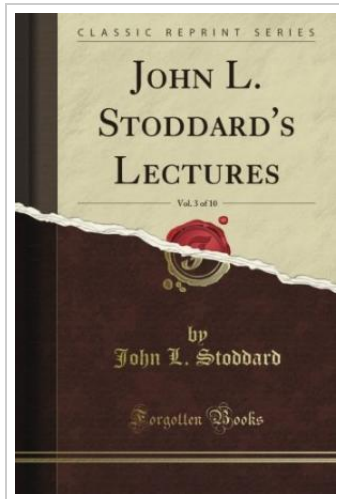 CLASSIC REPRINT SERIES
JOHN L.
STODDARD'S
LECTURES
Vol. 3 of 10
by
John L. Stoddard
Forgotten Books